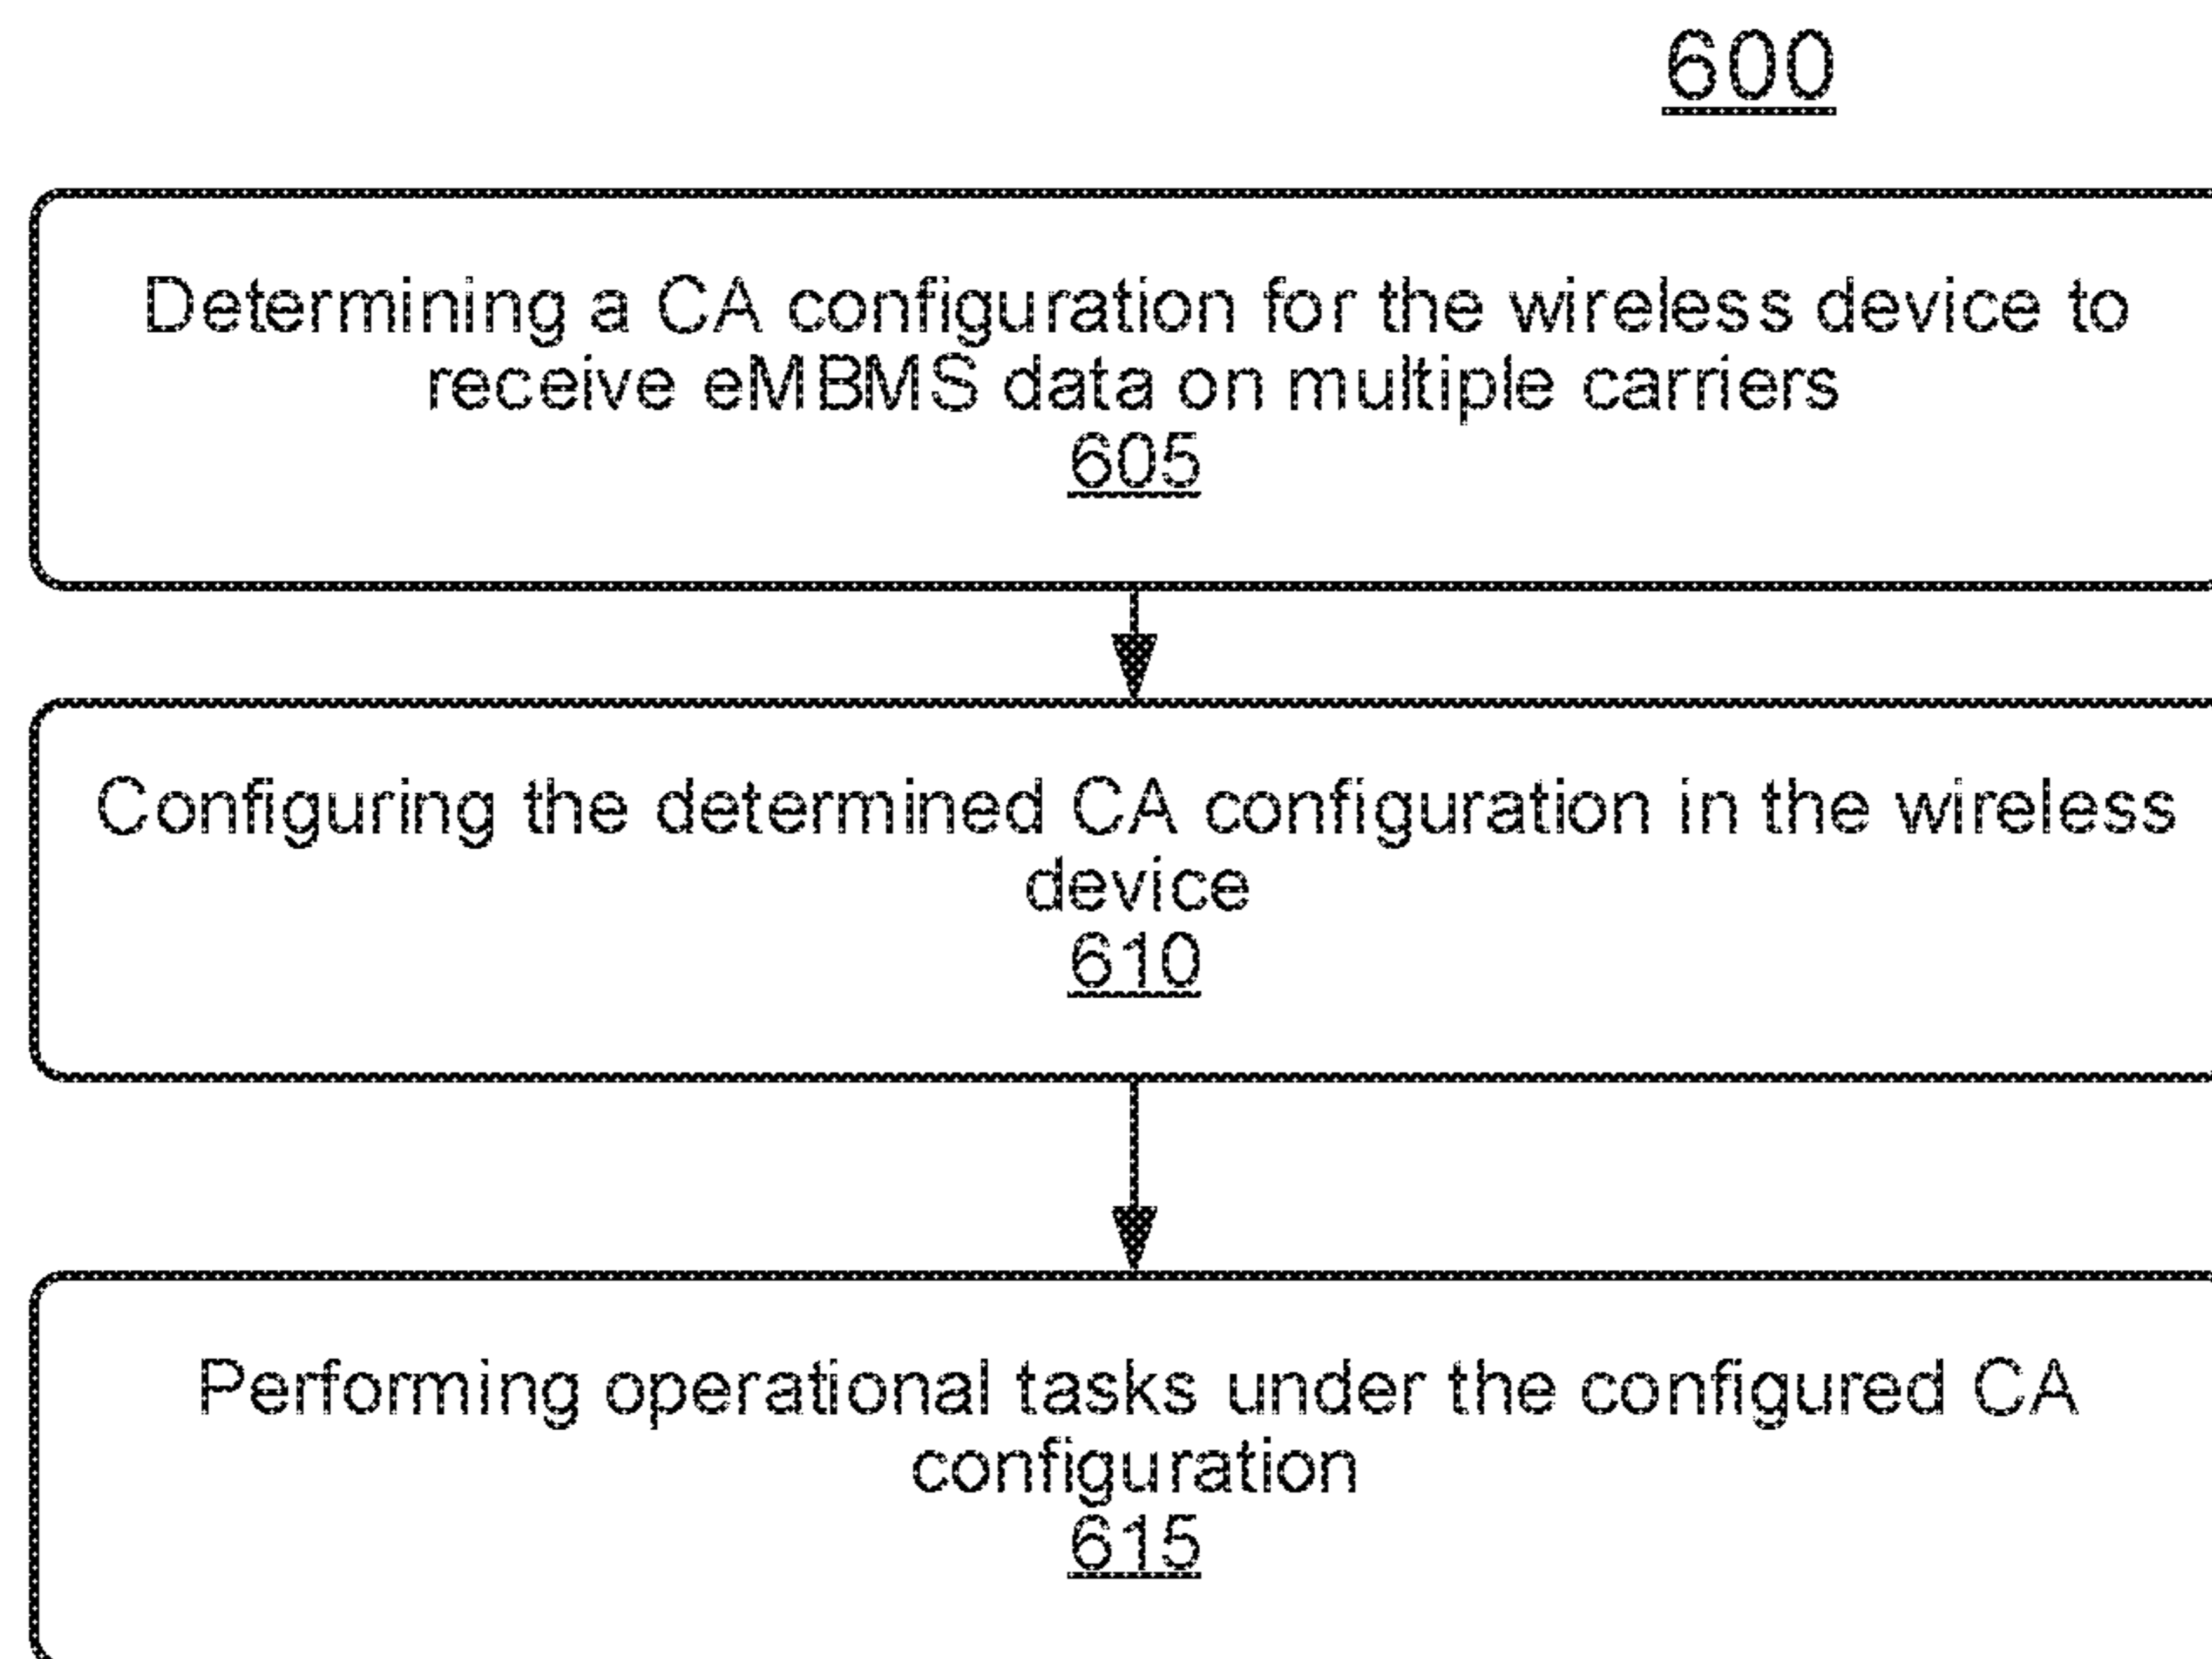 600
Determining a CA configuration for the wireless device to
receive eMBMS data on multiple carriers
605
Configuring the determined CA configuration in the wireless
device
610
Performing operational tasks under the configured CA
configuration
615